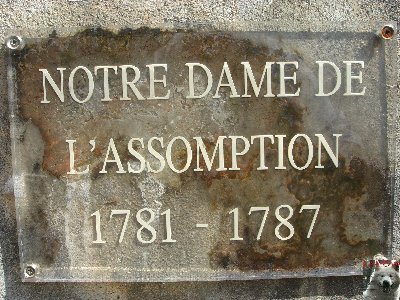 NOTRE DAME DE
L'ASSOMPTION
1781 - 1787